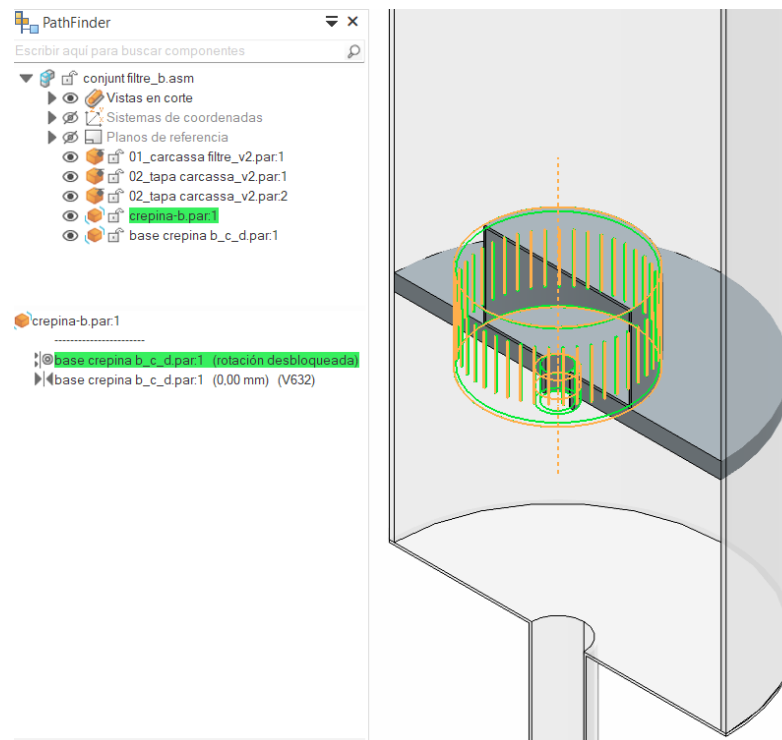 PathFinder
Escribir aquí para buscar componentes
conjunt filtre_b.asm
Vistas en corte
Sistemas de coordenadas
Planos de referencia
01_carcassa filtre_v2.par:1
02_tapa carcassa_v2.par:1
02_tapa carcassa_v2.par:2
crepina-b.par:1
base crepina b_c_d.par:1
crepina-b.par:1
----------------------
base crepina b_c_d.par:1 (rotación desbloqueada)
base crepina b_c_d.par:1 (0,00 mm) (V632)